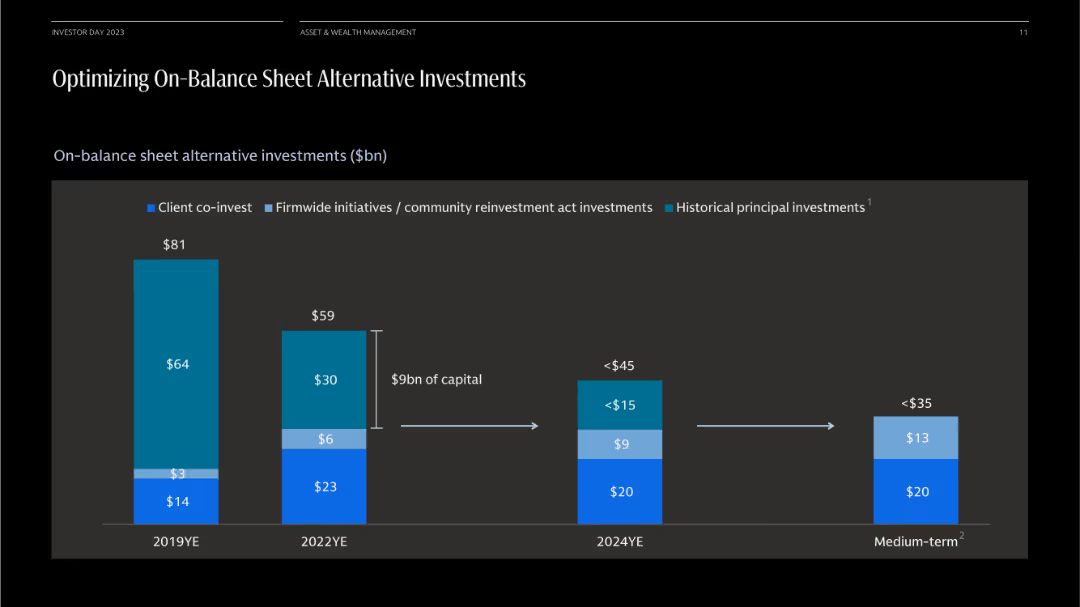 INVESTOR DAY 2023
ASSET & WEALTH MANAGEMENT
11
Optimizing On-Balance Sheet Alternative Investments
On-balance sheet alternative investments ($bn)
Client co-invest Firmwide initiatives / community reinvestment act investments Historical principal investments 1
$81
$64
$3
$14
2019YE
$59
$30
$6
$23
2022YE
$9bn of capital
<$45
<$15
$9
$20
2024YE
<$35
$13
$20
Medium-term 2